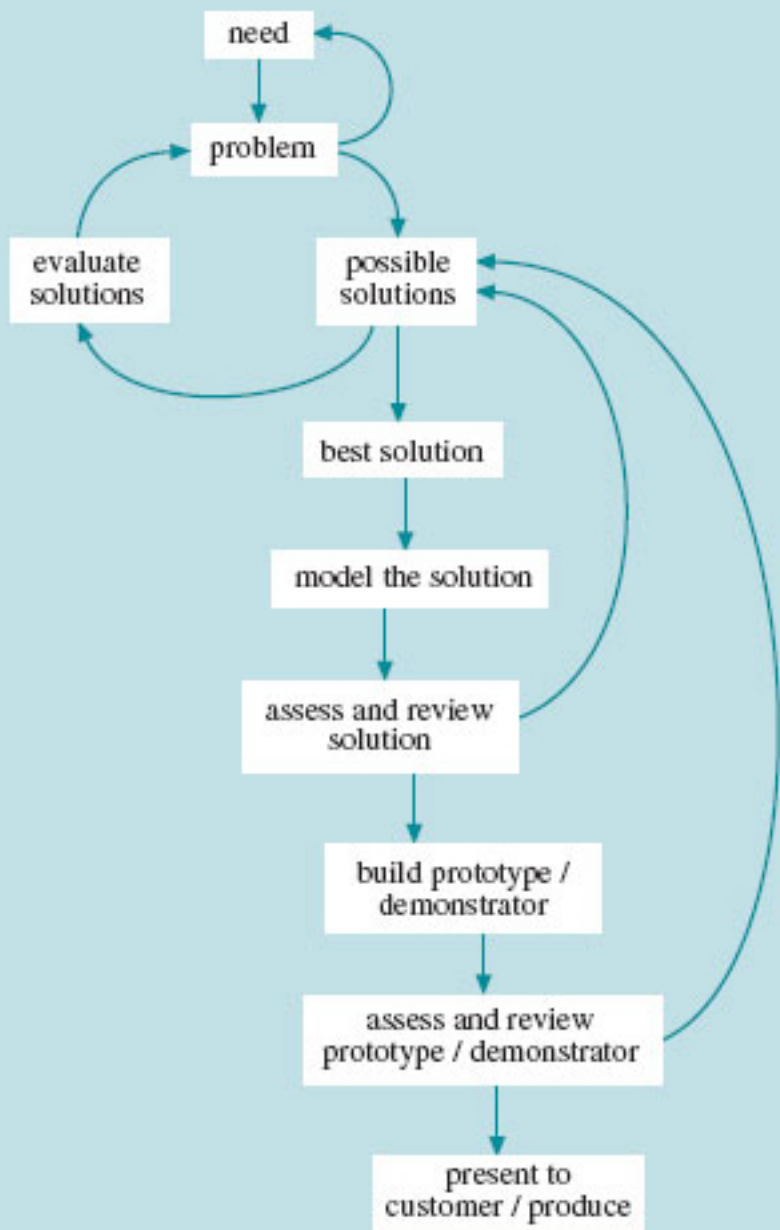 need
problem
evaluate
solutions
possible
solutions
best solution
model the solution
assess and review
solution
build prototype /
demonstrator
assess and review
prototype / demonstrator
present to
customer / produce